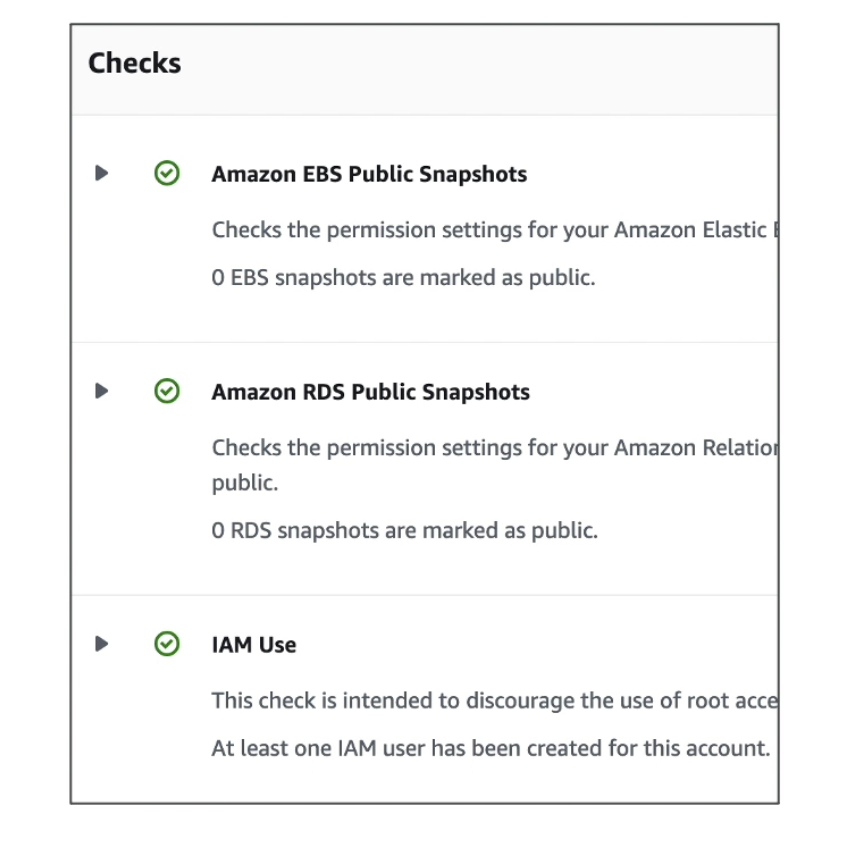 Checks
Amazon EBS Public Snapshots
Checks the permission settings for your Amazon Elastic
0 EBS snapshots are marked as public.
Amazon RDS Public Snapshots
Checks the permission settings for your Amazon
public.
0 RDS snapshots are marked as public.
IAM Use
This check is intended to discourage the use of root
At least one IAM user has been created for this account.